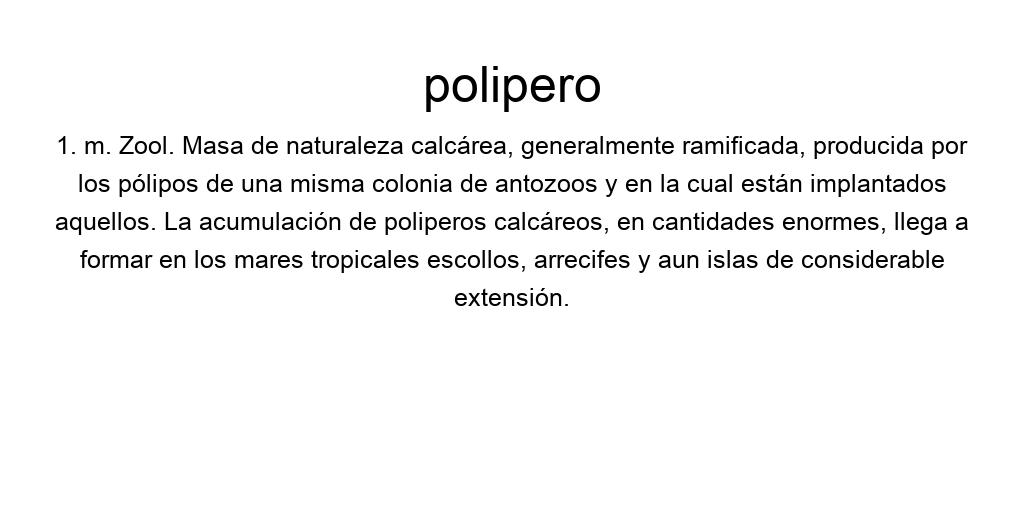 polipero
1. m. Zool. Masa de naturaleza calcárea, generalmente ramificada, producida por
los pólipos de una misma colonia de antozoos y en la cual están implantados
aquellos. La acumulación de poliperos calcáreos, en cantidades enormes, llega a
formar en los mares tropicales escollos, arrecifes y aun islas de considerable
extensión.